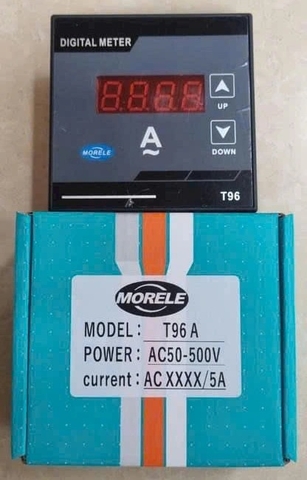 DIGITAL METER
8.8.8.8
UP
A
~
MORELE
DOWN
T96
MORELE
MODEL: T96 A
POWER: AC50-500V
current: AC XXXX/5A